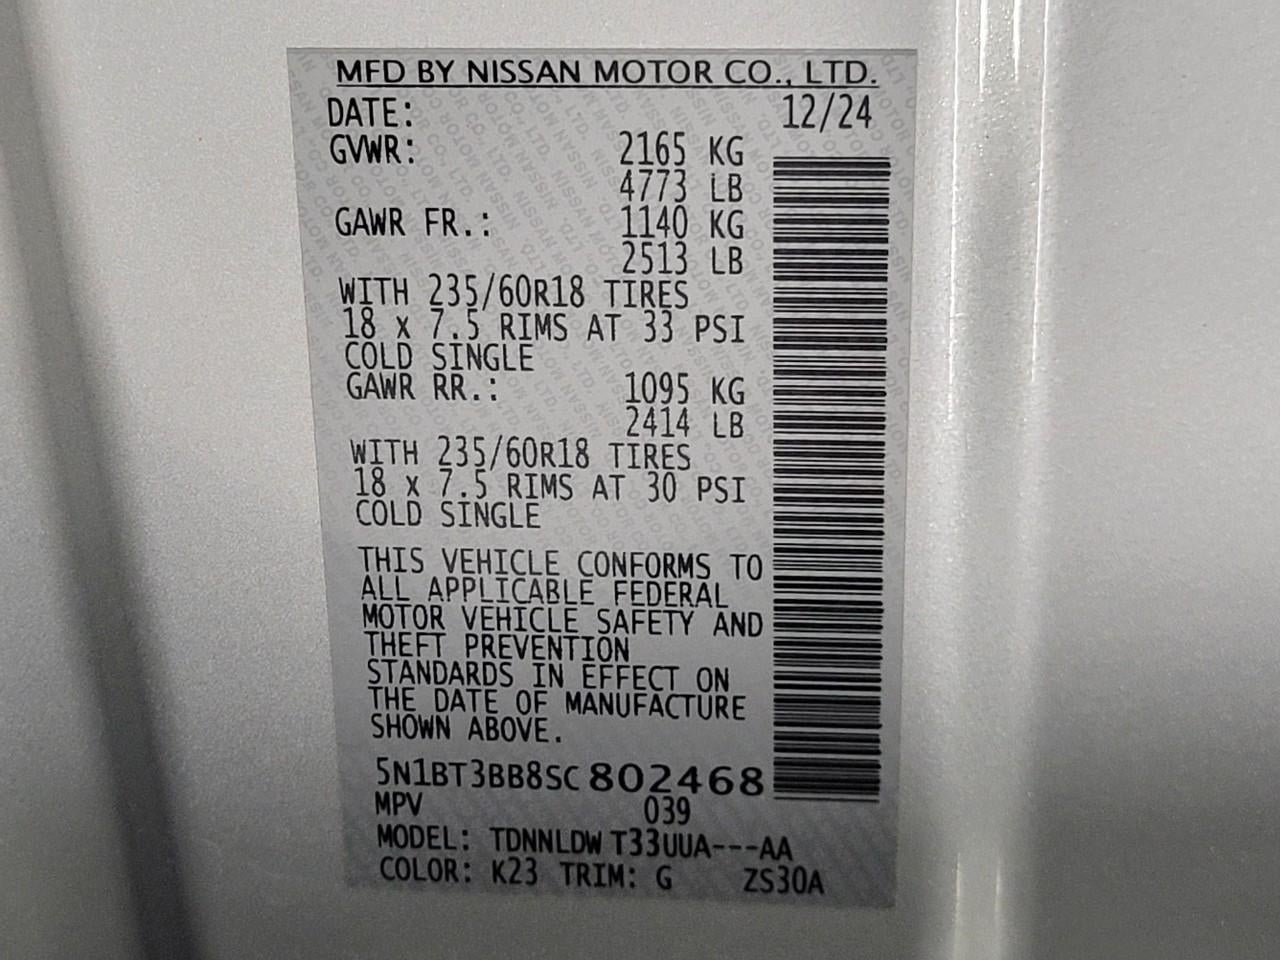 MFD BY NISSAN MOTOR CO., LTD.
DATE: 12/24
GVWR: 2165 KG
4773 LB
GAWR FR.: 1140 KG
2513 LB
WITH 235/60R18 TIRES
18 x 7.5 RIMS AT 33 PSI
COLD SINGLE
GAWR RR.: 1095 KG
2414 LB
WITH 235/60R18 TIRES
18 x 7.5 RIMS AT 30 PSI
COLD SINGLE
THIS VEHICLE CONFORMS TO
ALL APPLICABLE FEDERAL
MOTOR VEHICLE SAFETY AND
THEFT PREVENTION
STANDARDS IN EFFECT ON
THE DATE OF MANUFACTURE
SHOWN ABOVE.
5N1BT3BB8SC802468
MPV 039
MODEL: TDNNLDW T33UUA---AA
COLOR: K23 TRIM: G ZS30A